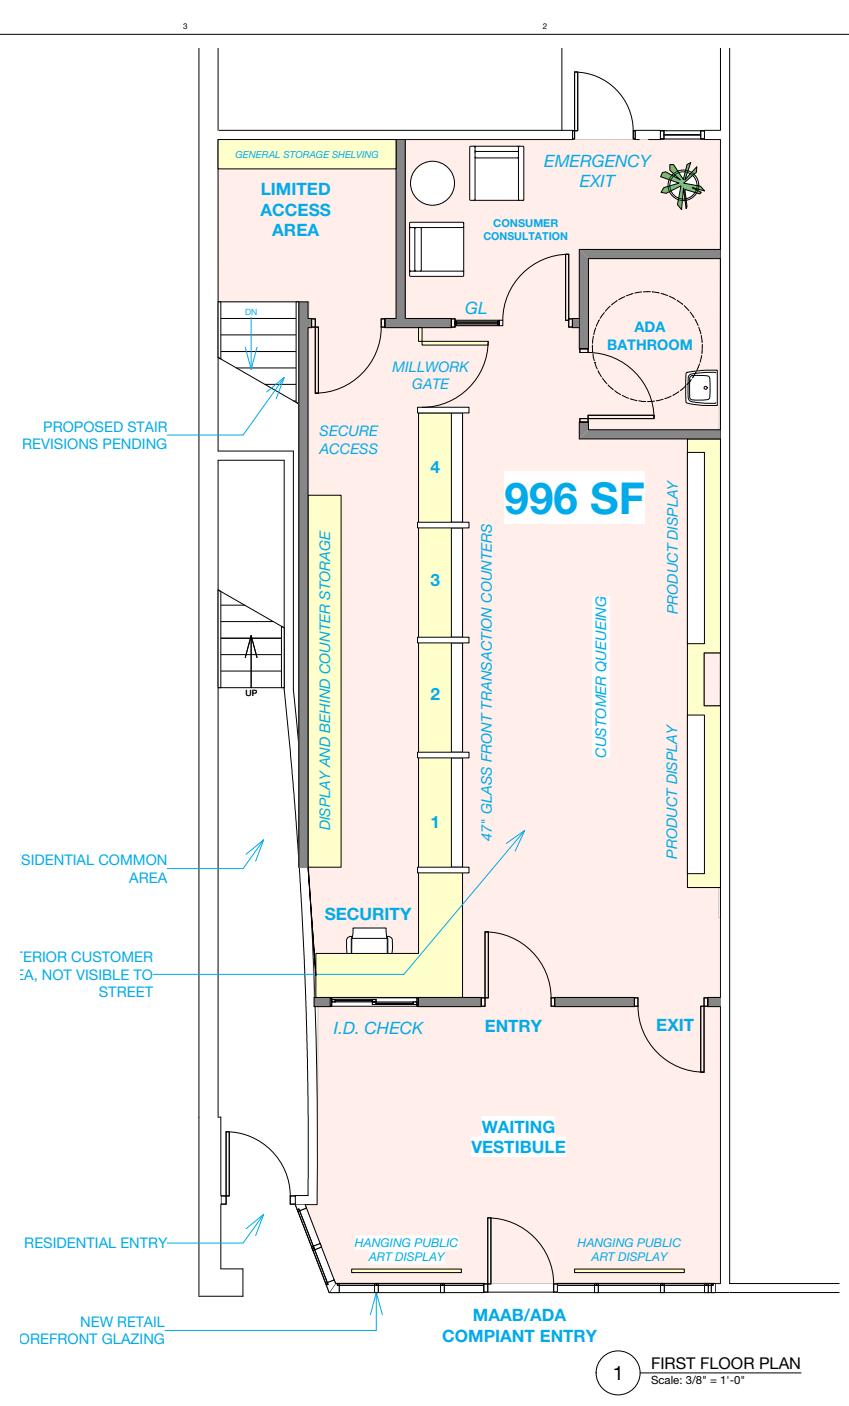 3
2
GENERAL STORAGE SHELVING
LIMITED
ACCESS
AREA
EMERGENCY
EXIT
CONSUMER
CONSULTATION
DN
GL
ADA
BATHROOM
MILLWORK
GATE
PROPOSED STAIR
REVISIONS PENDING
SECURE
ACCESS
4
996 SF
PRODUCT DISPLAY
DISPLAY AND BEHIND COUNTER STORAGE
3
47" GLASS FRONT TRANSACTION COUNTERS
CUSTOMER QUEUEING
UP
2
PRODUCT DISPLAY
1
SIDENTIAL COMMON
AREA
SECURITY
TERIOR CUSTOMER
EA, NOT VISIBLE TO
STREET
I.D. CHECK
ENTRY
EXIT
WAITING
VESTIBULE
RESIDENTIAL ENTRY
HANGING PUBLIC
ART DISPLAY
HANGING PUBLIC
ART DISPLAY
NEW RETAIL
OREFRONT GLAZING
MAAB/ADA
COMPIANT ENTRY
1
FIRST FLOOR PLAN
Scale: 3/8" = 1'-0"